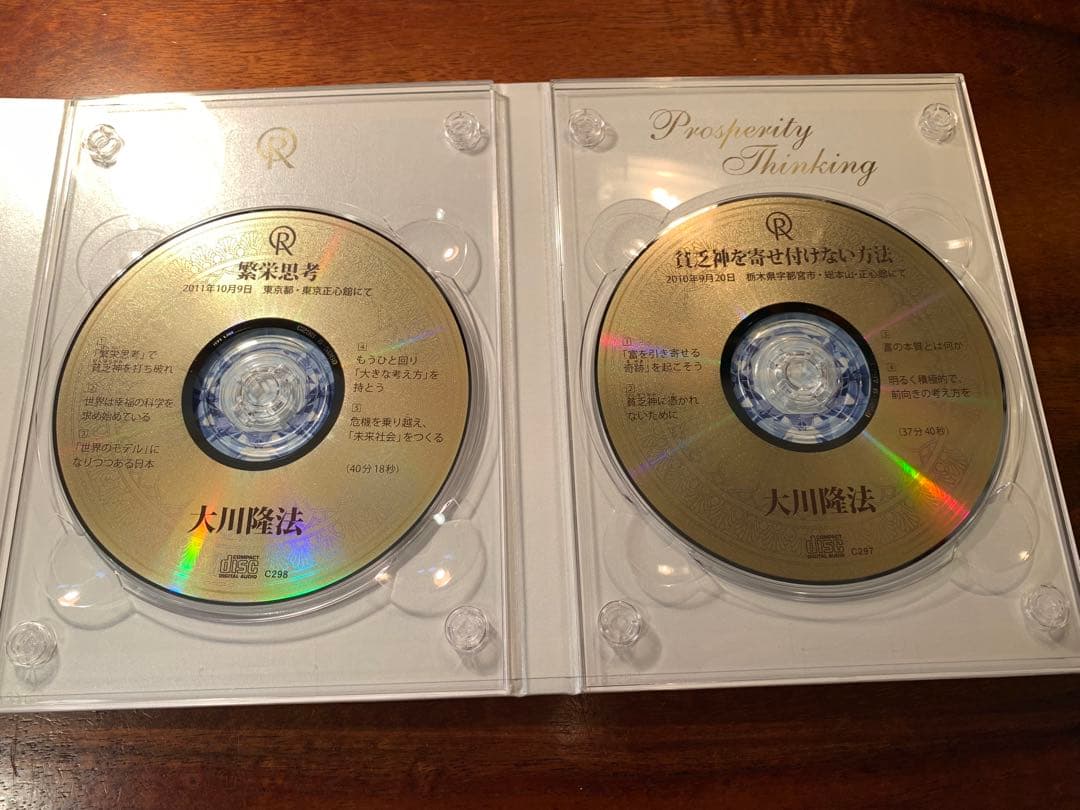 R
繁栄思考
2011年10月9日 東京都・東京正心館にて
1
「繁栄思考」で
貧乏神を打ち破れ
2
世界は幸福の科学を
求め始めている
3
「世界のモデル」に
なりつつある日本
4
もうひと回り
「大きな考え方」を
持とう
5
危機を乗り越え、
「未来社会」をつくる
(40分18秒)
大川隆法
COMPACT
disc
DIGITAL AUDIO
C298
Prosperity
Thinking
R
貧乏神を寄せ付けない方法
2010年9月20日 栃木県宇都宮市・総本山・正心館にて
1
「富を引き寄せる
奇跡」を起こそう
2
貧乏神に憑かれ
ないために
3
富の本質とは何か
4
明るく積極的で、
前向きの考え方を
(37分40秒)
大川隆法
COMPACT
disc
DIGITAL AUDIO
C297